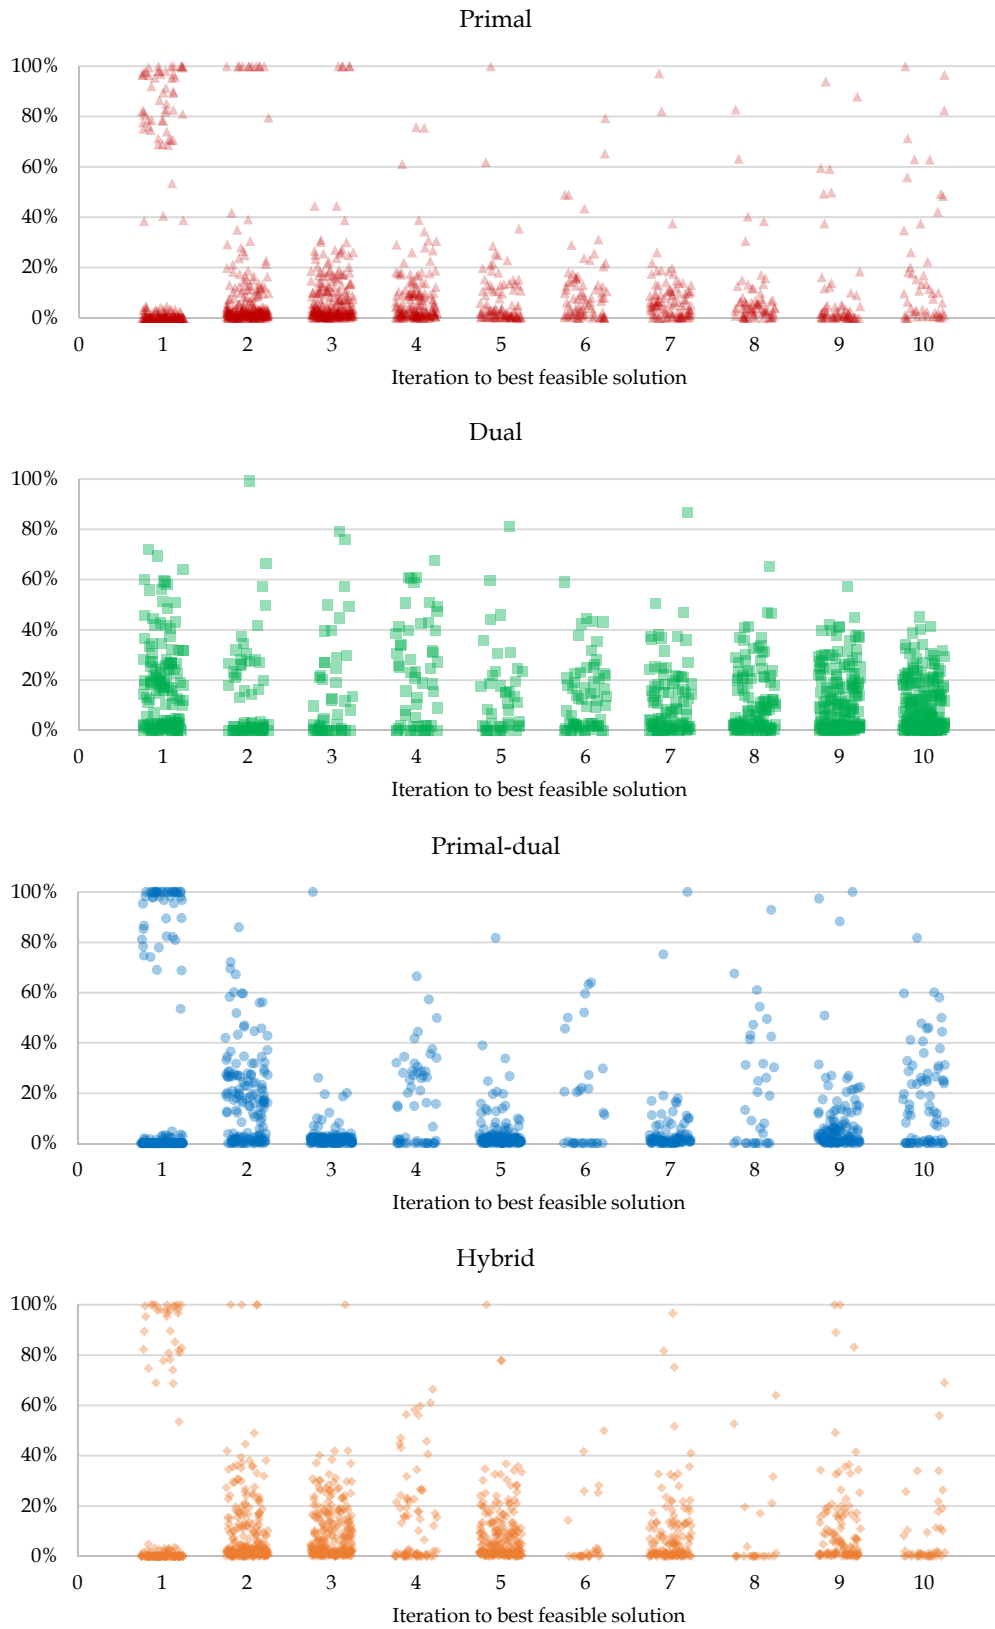 Primal
100%
80%
60%
40%
20%
0%
0 1 2 3 4 5 6 7 8 9 10
Iteration to best feasible solution
Dual
100%
80%
60%
40%
20%
0%
0 1 2 3 4 5 6 7 8 9 10
Iteration to best feasible solution
Primal-dual
100%
80%
60%
40%
20%
0%
0 1 2 3 4 5 6 7 8 9 10
Iteration to best feasible solution
Hybrid
100%
80%
60%
40%
20%
0%
0 1 2 3 4 5 6 7 8 9 10
Iteration to best feasible solution